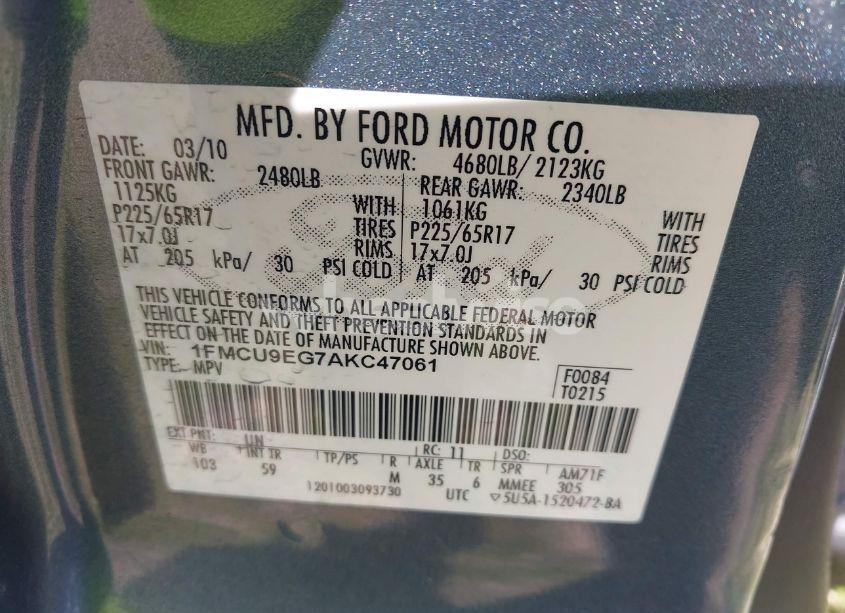 MFD. BY FORD MOTOR CO.
DATE: 03/10 GVWR: 4680LB/ 2123KG
FRONT GAWR: 2480LB REAR GAWR: 2340LB
1125KG WITH 1061KG WITH
P225/65R17 TIRES P225/65R17 TIRES
17x7.0J RIMS 17x7.0J RIMS
AT 205 kPa/ 30 PSI COLD AT 205 kPa/ 30 PSI COLD
THIS VEHICLE CONFORMS TO ALL APPLICABLE FEDERAL MOTOR
VEHICLE SAFETY AND THEFT PREVENTION STANDARDS IN
EFFECT ON THE DATE OF MANUFACTURE SHOWN ABOVE.
VIN: 1FMCU9EG7AKC47061
TYPE: MPV
F0084
T0215
EXT PNT: UN RC: 11 DSO:
WB INT TR TP/PS R AXLE TR SPR AM71F
103 59 M 35 6 MMEE 305
1201003093730 UTC ▽5U5A-1520472-BA